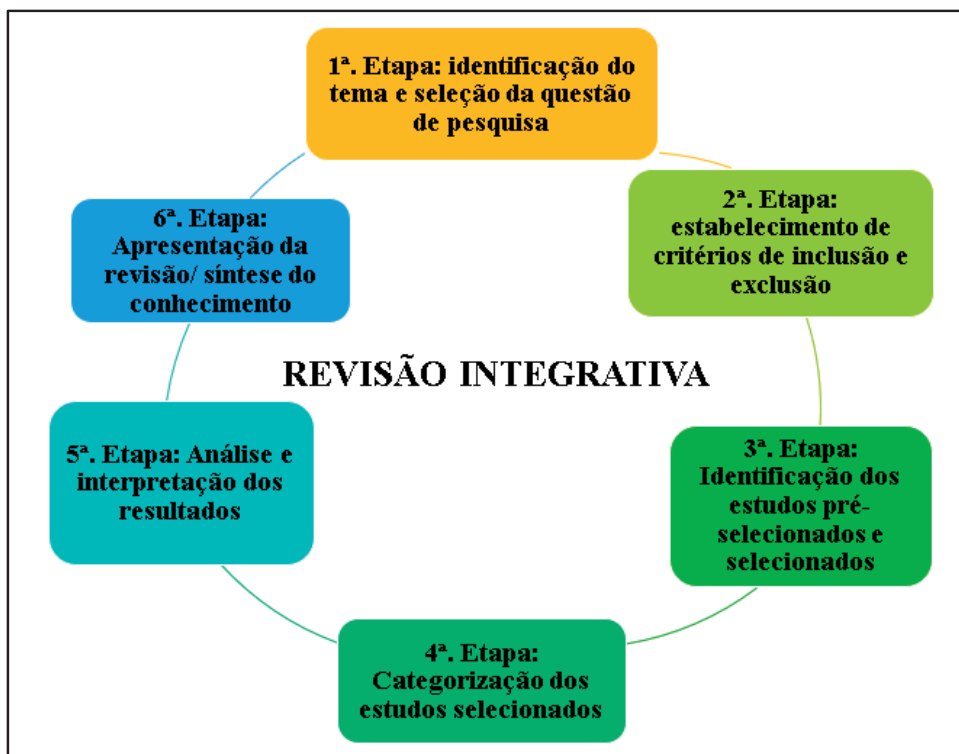 1ª. Etapa: identificação do
tema e seleção da questão
de pesquisa
2ª. Etapa:
estabelecimento de
critérios de inclusão e
exclusão
3ª. Etapa:
Identificação dos
estudos pré-
selecionados e
selecionados
4ª. Etapa:
Categorização dos
estudos selecionados
5ª. Etapa: Análise e
interpretação dos
resultados
6ª. Etapa:
Apresentação da
revisão/ síntese do
conhecimento
REVISÃO INTEGRATIVA